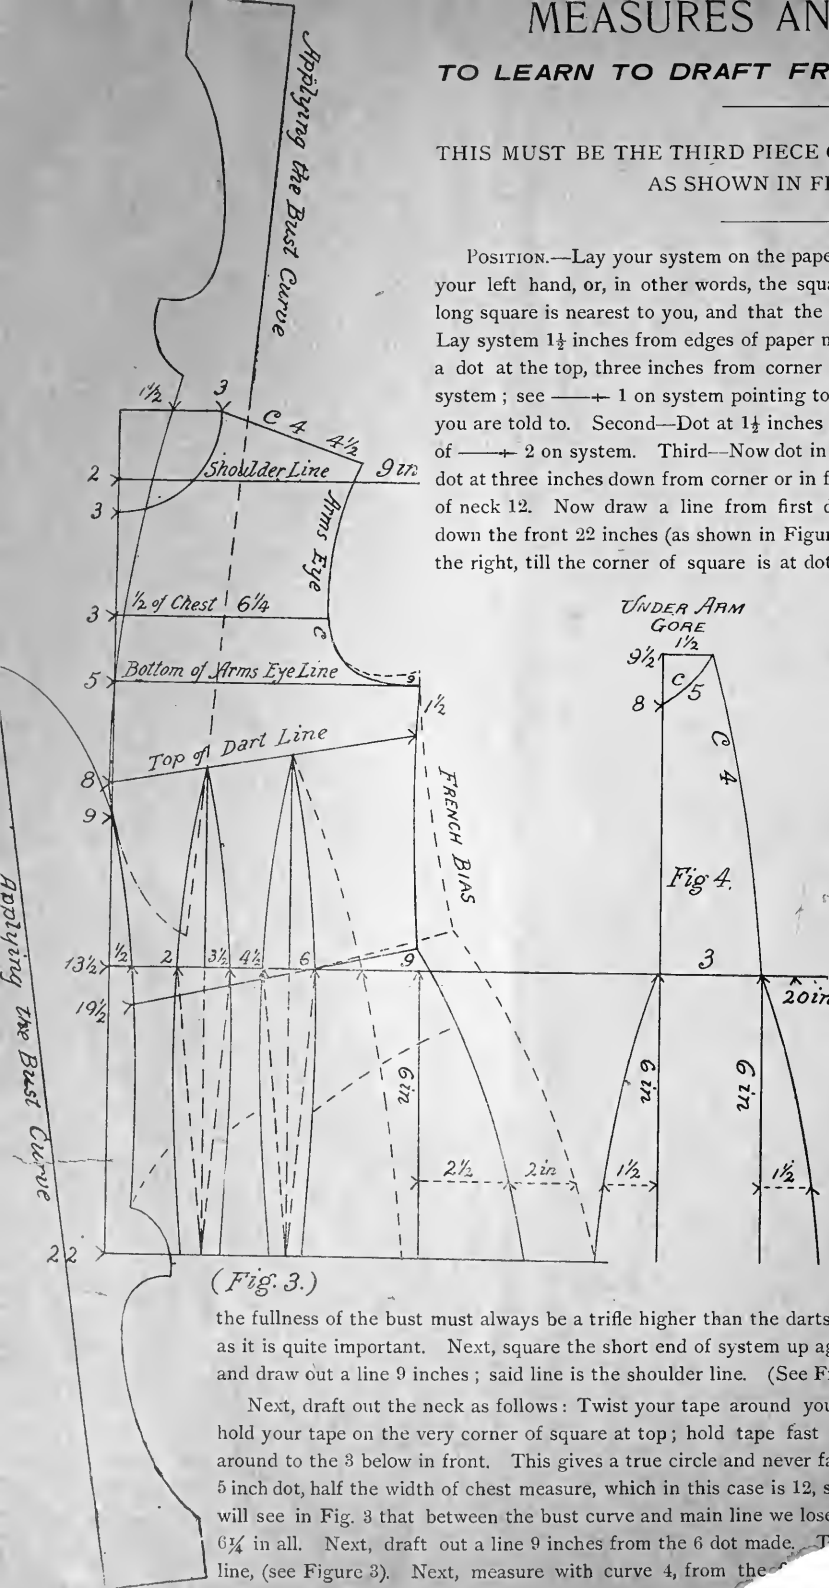 MEASURES AN
TO LEARN TO DRAFT FR
THIS MUST BE THE THIRD PIECE
AS SHOWN IN FI
POSITION.—Lay your system on the pape
your left hand, or, in other words, the squa
long square is nearest to you, and that the
Lay system 1½ inches from edges of paper n
a dot at the top, three inches from corner
system ; see 1 on system pointing to
you are told to. Second—Dot at 1½ inches
of 2 on system. Third—Now dot in
dot at three inches down from corner or in f
of neck 12. Now draw a line from first d
down the front 22 inches (as shown in Figur
the right, till the corner of square is at dot
Applying the Bust Curve
1½ 3
C 4 4½
2 Shoulder Line 9 in
3
Arms Eye
3 ½ of Chest 6¼
C
5 Bottom of Arms Eye Line 9
1½
8 Top of Dart Line
9
FRENCH BIAS
13½ ½ 2 3½ 4½ 6 9
19½
6 in
2½ 2 in
22
(Fig. 3.)
Applying the Bust Curve
UNDER ARM
GORE
9½ 1½
8 C 5
C 4
Fig 4.
3
20 in
6 in 6 in
1½ 1½
the fullness of the bust must always be a trifle higher than the darts
as it is quite important. Next, square the short end of system up ag
and draw out a line 9 inches ; said line is the shoulder line. (See F
Next, draft out the neck as follows : Twist your tape around you
hold your tape on the very corner of square at top ; hold tape fast
around to the 3 below in front. This gives a true circle and never fa
5 inch dot, half the width of chest measure, which in this case is 12, s
will see in Fig. 3 that between the bust curve and main line we lose
6¼ in all. Next, draft out a line 9 inches from the 6 dot made. T
line, (see Figure 3). Next, measure with curve 4, from the